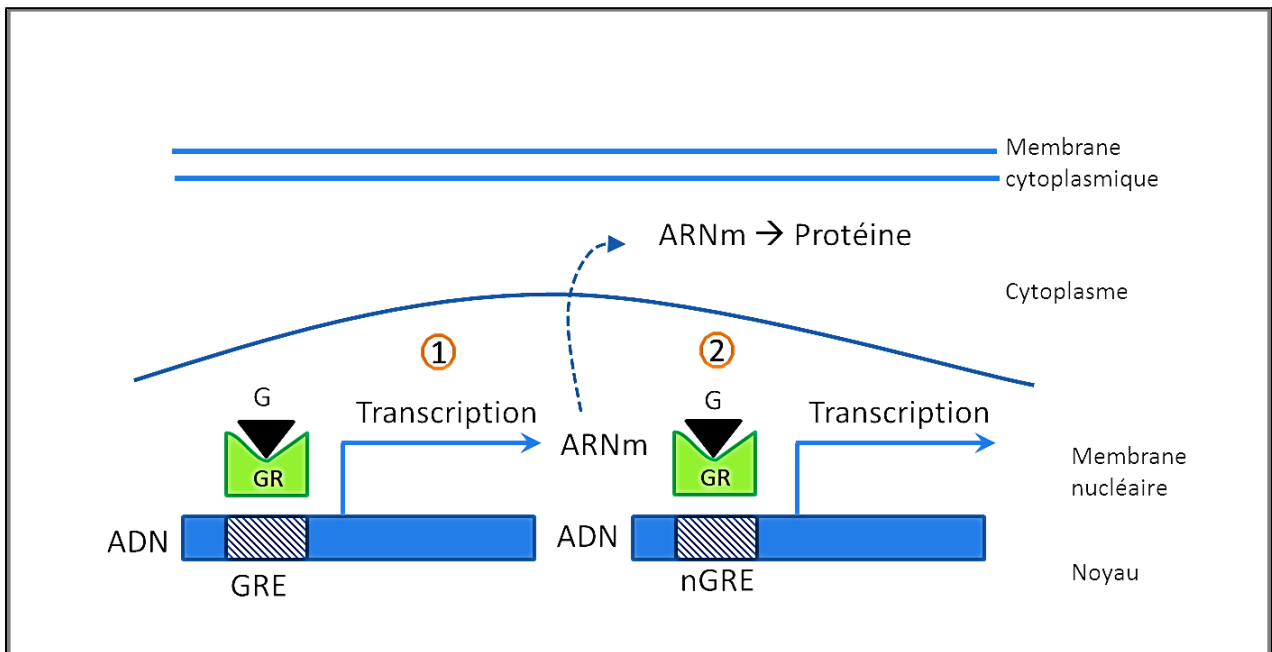 Membrane
cytoplasmique
ARNm → Protéine
Cytoplasme
1
2
G
G
Transcription
Transcription
ARNm
GR
GR
Membrane
nucléaire
ADN
ADN
GRE
nGRE
Noyau